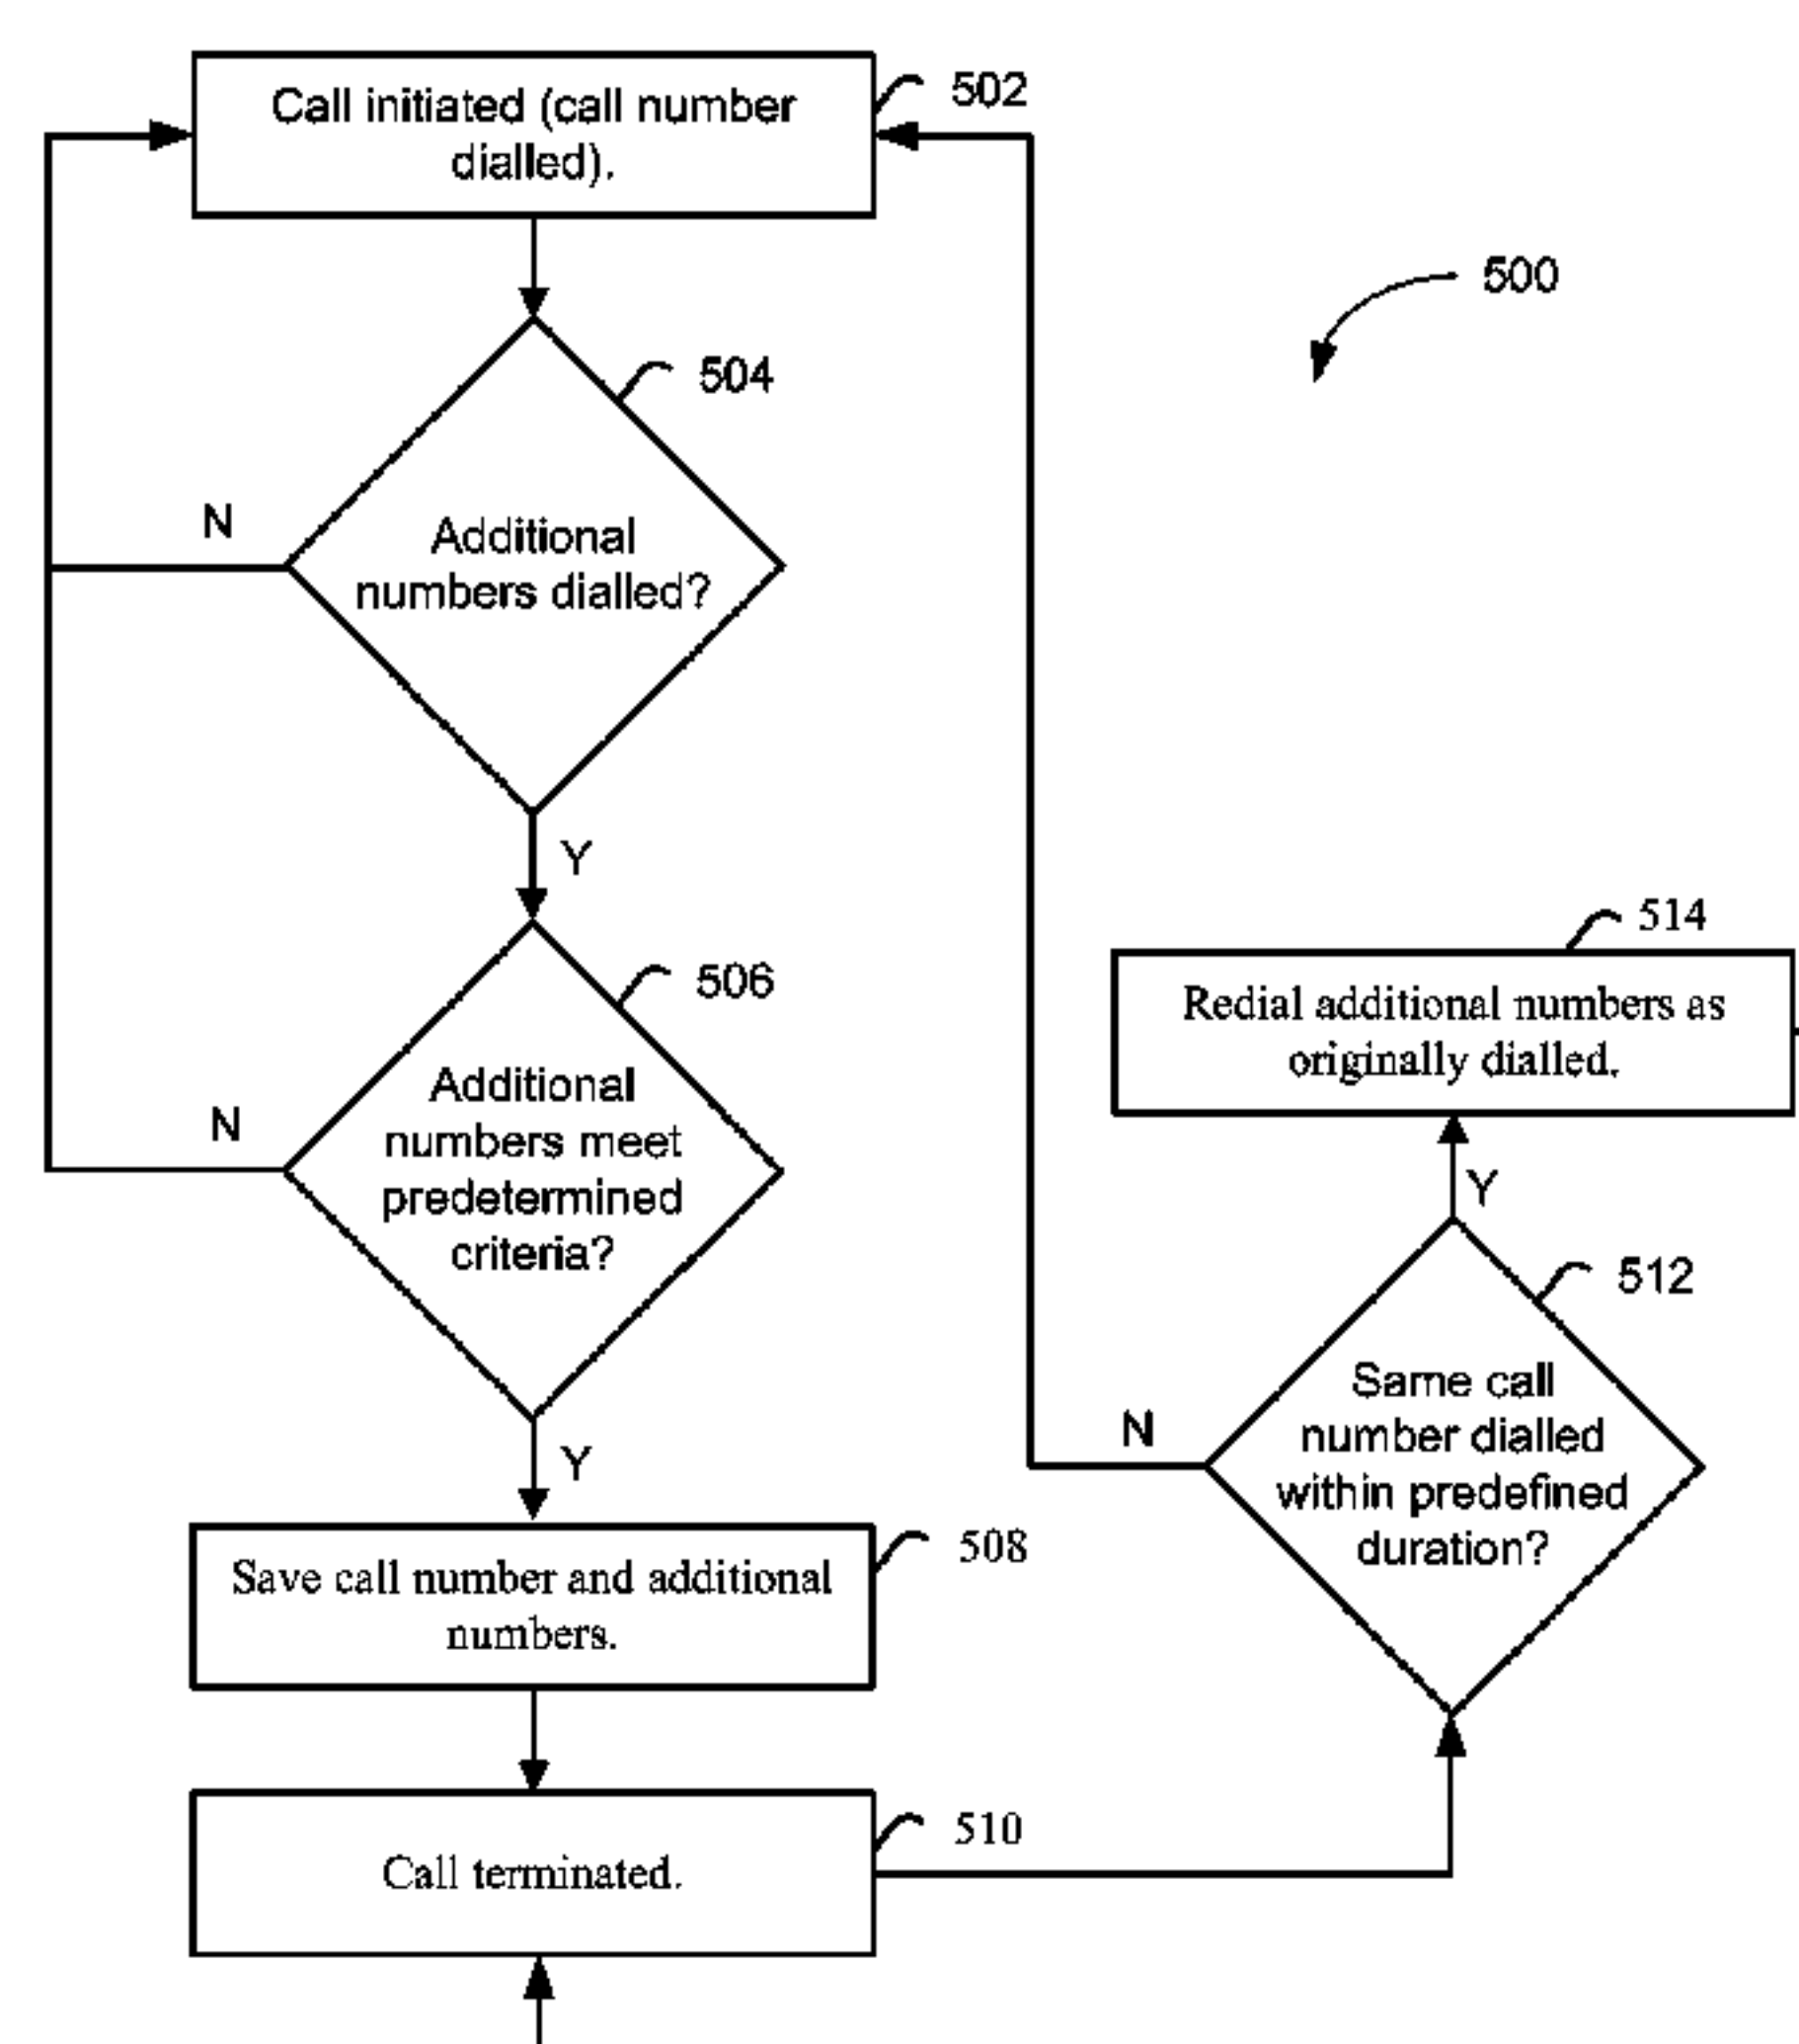 Call initiated (call number
dialled).
502
500
504
N
Additional
numbers dialled?
Y
506
N
Additional
numbers meet
predetermined
criteria?
Y
508
Save call number and additional
numbers.
510
Call terminated.
514
Redial additional numbers as
originally dialled.
Y
512
N
Same call
number dialled
within predefined
duration?